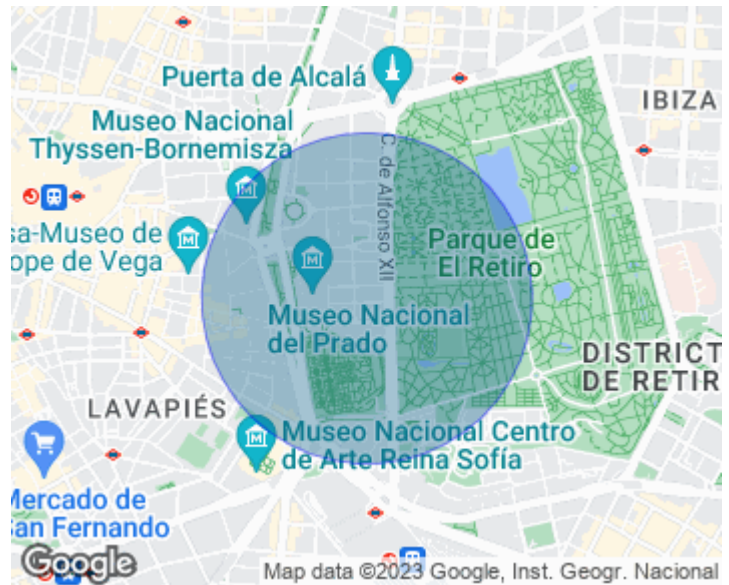 Puerta de Alcalá
IBIZA
Museo Nacional
Thyssen-Bornemisza
C. de Alfonso XII
sa-Museo de
ope de Vega
Parque de
El Retiro
Museo Nacional
del Prado
DISTRICT
DE RETIR
LAVAPIÉS
Museo Nacional Centro
de Arte Reina Sofía
Mercado de
San Fernando
Google
Map data ©2023 Google, Inst. Geogr. Nacional